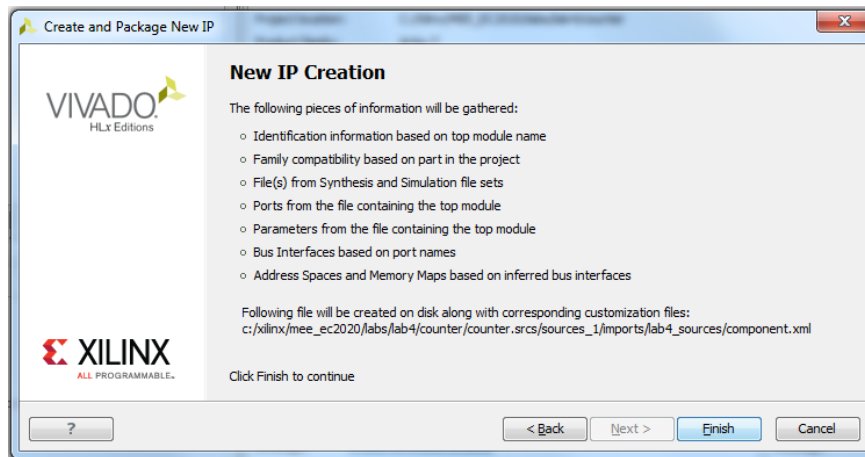 Create and Package New IP
VIVADO.
HLx Editions
New IP Creation
The following pieces of information will be gathered:
Identification information based on top module name
Family compatibility based on part in the project
File(s) from Synthesis and Simulation file sets
Ports from the file containing the top module
Parameters from the file containing the top module
Bus Interfaces based on port names
Address Spaces and Memory Maps based on inferred bus interfaces
Following file will be created on disk along with corresponding customization files:
c:/xilinx/mee_ec2020/labs/lab4/counter/counter.srcs/sources_1/imports/lab4_sources/component.xml
XILINX
ALL PROGRAMMABLE.
Click Finish to continue
? < Back Next > Finish Cancel